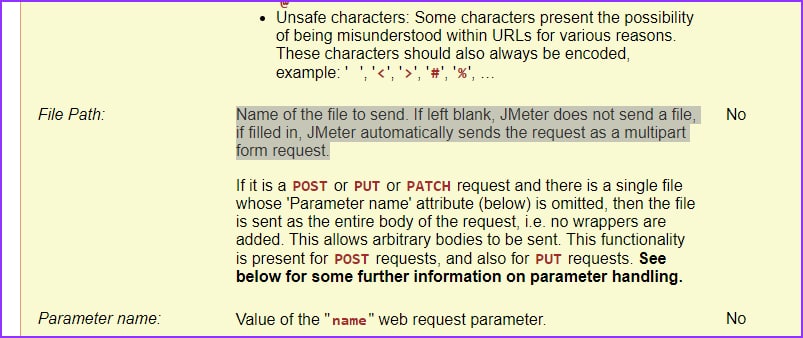 @
• Unsafe characters: Some characters present the possibility
of being misunderstood within URLs for various reasons.
These characters should also always be encoded,
example: ' ', '<', '>', '#', '%', …
File Path: Name of the file to send. If left blank, JMeter does not send a file, No
if filled in, JMeter automatically sends the request as a multipart
form request.
If it is a POST or PUT or PATCH request and there is a single file
whose 'Parameter name' attribute (below) is omitted, then the file
is sent as the entire body of the request, i.e. no wrappers are
added. This allows arbitrary bodies to be sent. This functionality
is present for POST requests, and also for PUT requests. See
below for some further information on parameter handling.
Parameter name: Value of the "name" web request parameter. No